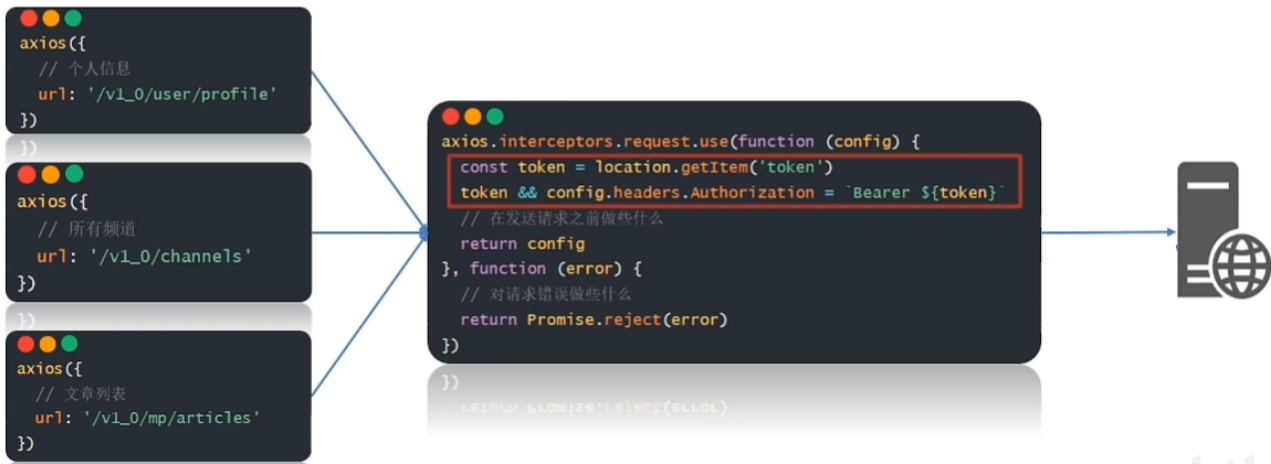 axios({
// 个人信息
url: '/v1_0/user/profile'
})
axios({
// 所有频道
url: '/v1_0/channels'
})
axios({
// 文章列表
url: '/v1_0/mp/articles'
})
axios.interceptors.request.use(function (config) {
const token = location.getItem('token')
token && config.headers.Authorization = `Bearer ${token}`
// 在发送请求之前做些什么
return config
}, function (error) {
// 对请求错误做些什么
return Promise.reject(error)
})